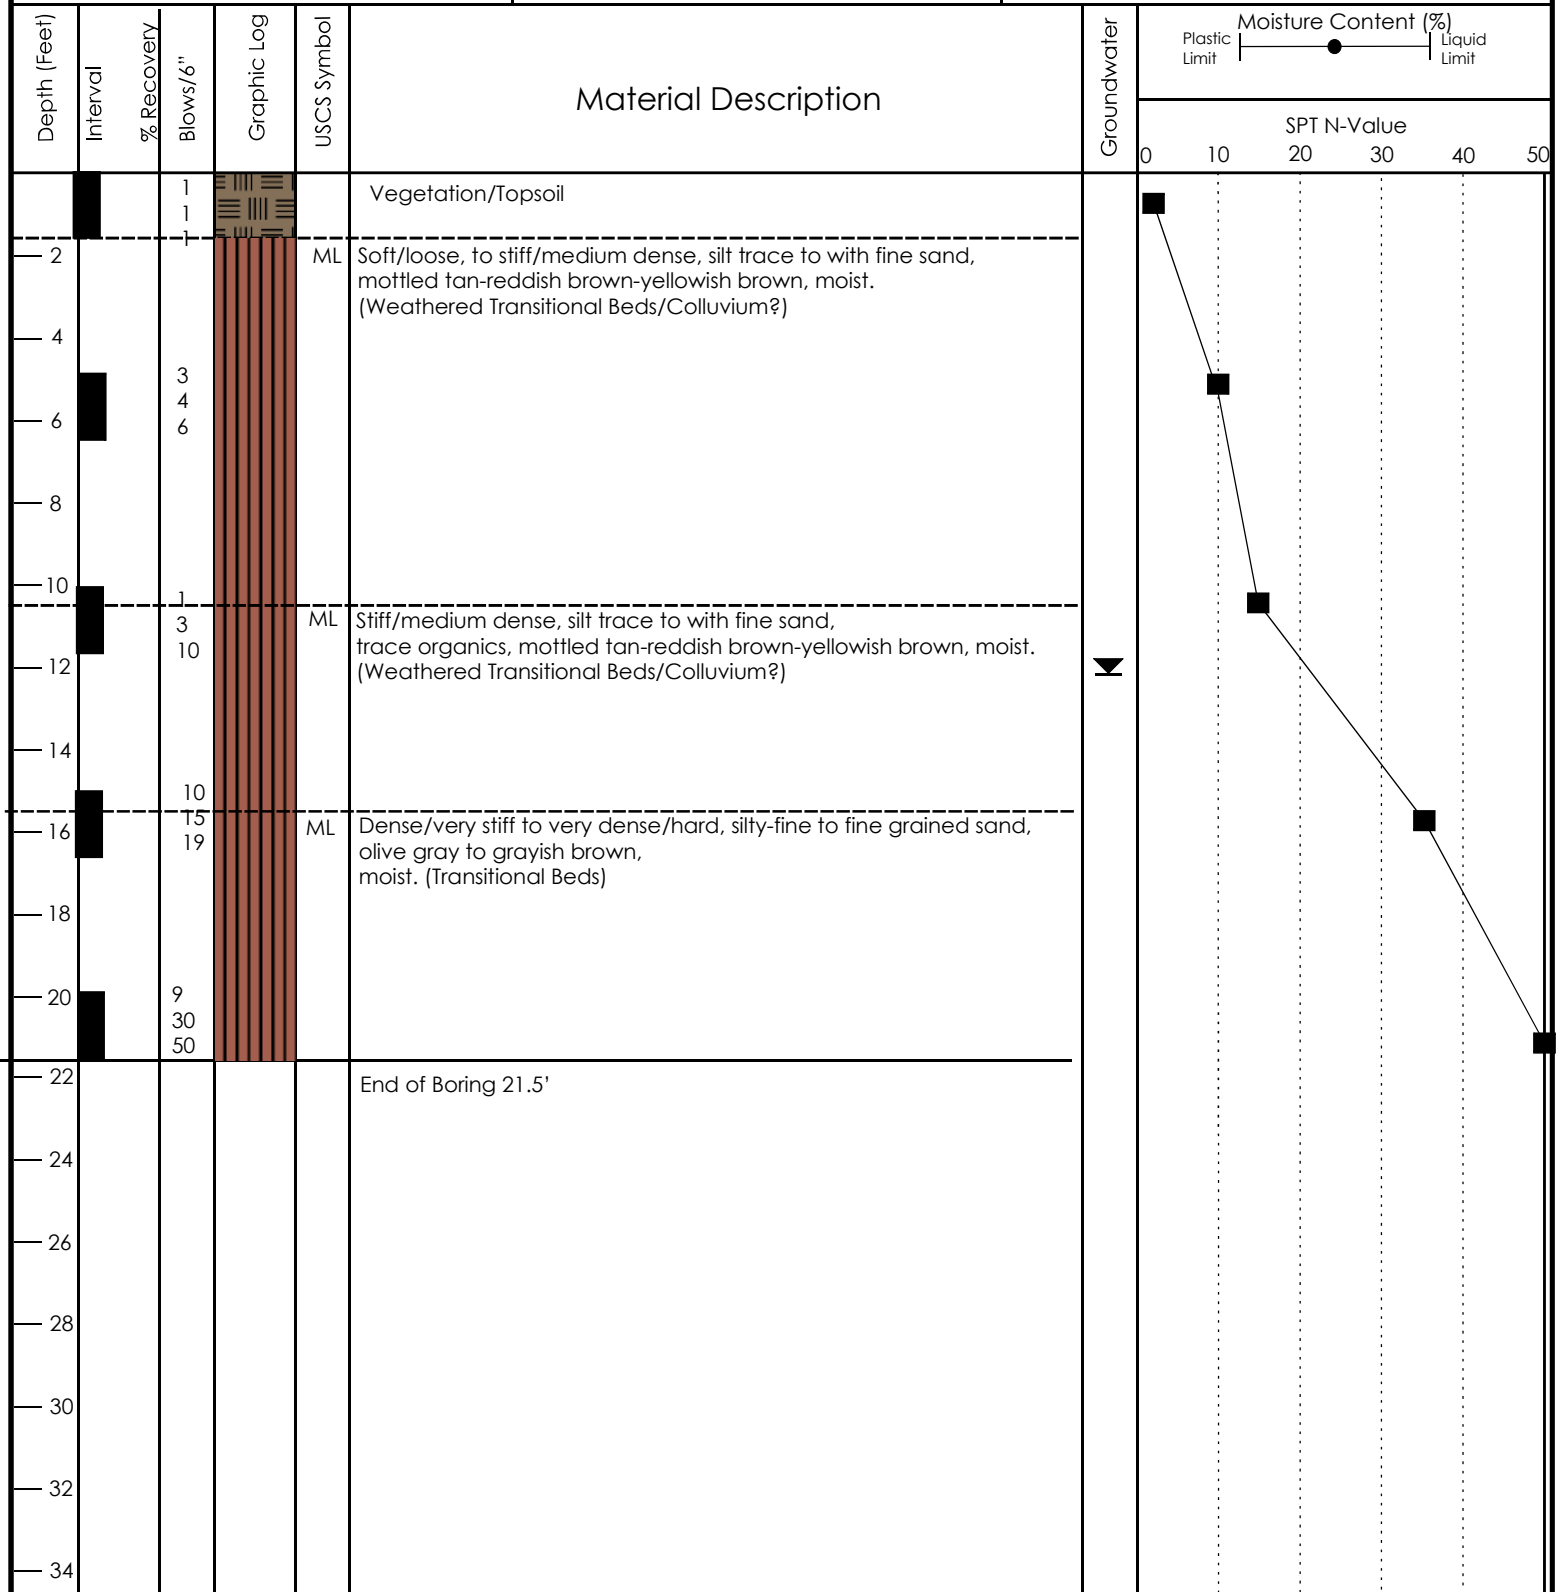 Depth (Feet)
Interval
% Recovery
Blows/6"
Graphic Log
USCS Symbol
Material Description
Groundwater
Moisture Content (%)
Plastic
Limit
Liquid
Limit
SPT N-Value
0 10 20 30 40 50
1
Vegetation/Topsoil
1
1
2
ML
Soft/loose, to stiff/medium dense, silt trace to with fine sand,
mottled tan-reddish brown-yellowish brown, moist.
(Weathered Transitional Beds/Colluvium?)
4
3
4
6
6
8
10
1
3
10
ML
Stiff/medium dense, silt trace to with fine sand,
trace organics, mottled tan-reddish brown-yellowish brown, moist.
(Weathered Transitional Beds/Colluvium?)
12
14
10
15
19
16
ML
Dense/very stiff to very dense/hard, silty-fine to fine grained sand,
olive gray to grayish brown,
moist. (Transitional Beds)
18
20
9
30
50
22
End of Boring 21.5’
24
26
28
30
32
34